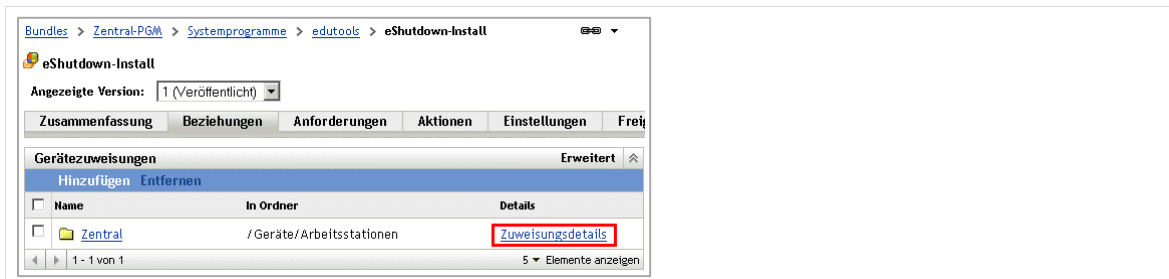 Bundles > Zentral-PGM > Systemprogramme > edutools > eShutdown-Install
eShutdown-Install
Angezeigte Version: 1 (Veröffentlicht)
Zusammenfassung Beziehungen Anforderungen Aktionen Einstellungen
Gerätezuweisungen Erweitert
Hinzufügen Entfernen
Name In Ordner Details
Zentral /Geräte/Arbeitsstationen Zuweisungsdetails
1 - 1 von 1 5 Elemente anzeigen